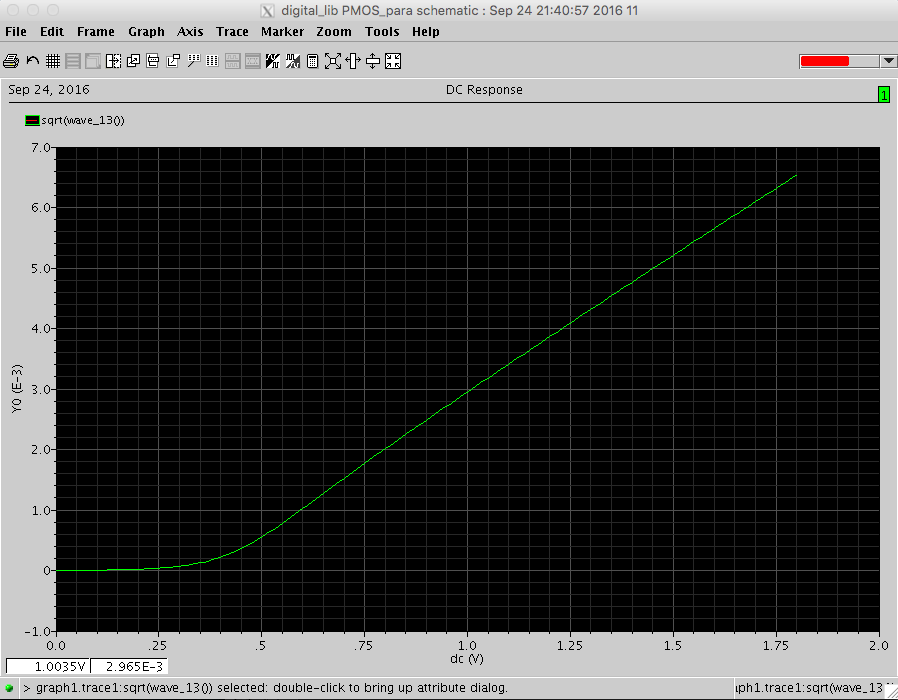 digital_lib PMOS_para schematic : Sep 24 21:40:57 2016 11
File Edit Frame Graph Axis Trace Marker Zoom Tools Help
Sep 24, 2016 DC Response 1
sqrt(wave_13())
7.0
6.0
5.0
4.0
3.0
2.0
1.0
0
-1.0
Y0 (E-3)
0.0 .25 .5 .75 1.0 1.25 1.5 1.75 2.0
dc (V)
1.0035V 2.965E-3
> graph1.trace1:sqrt(wave_13()) selected: double-click to bring up attribute dialog. ph1.trace1:sqrt(wave_13